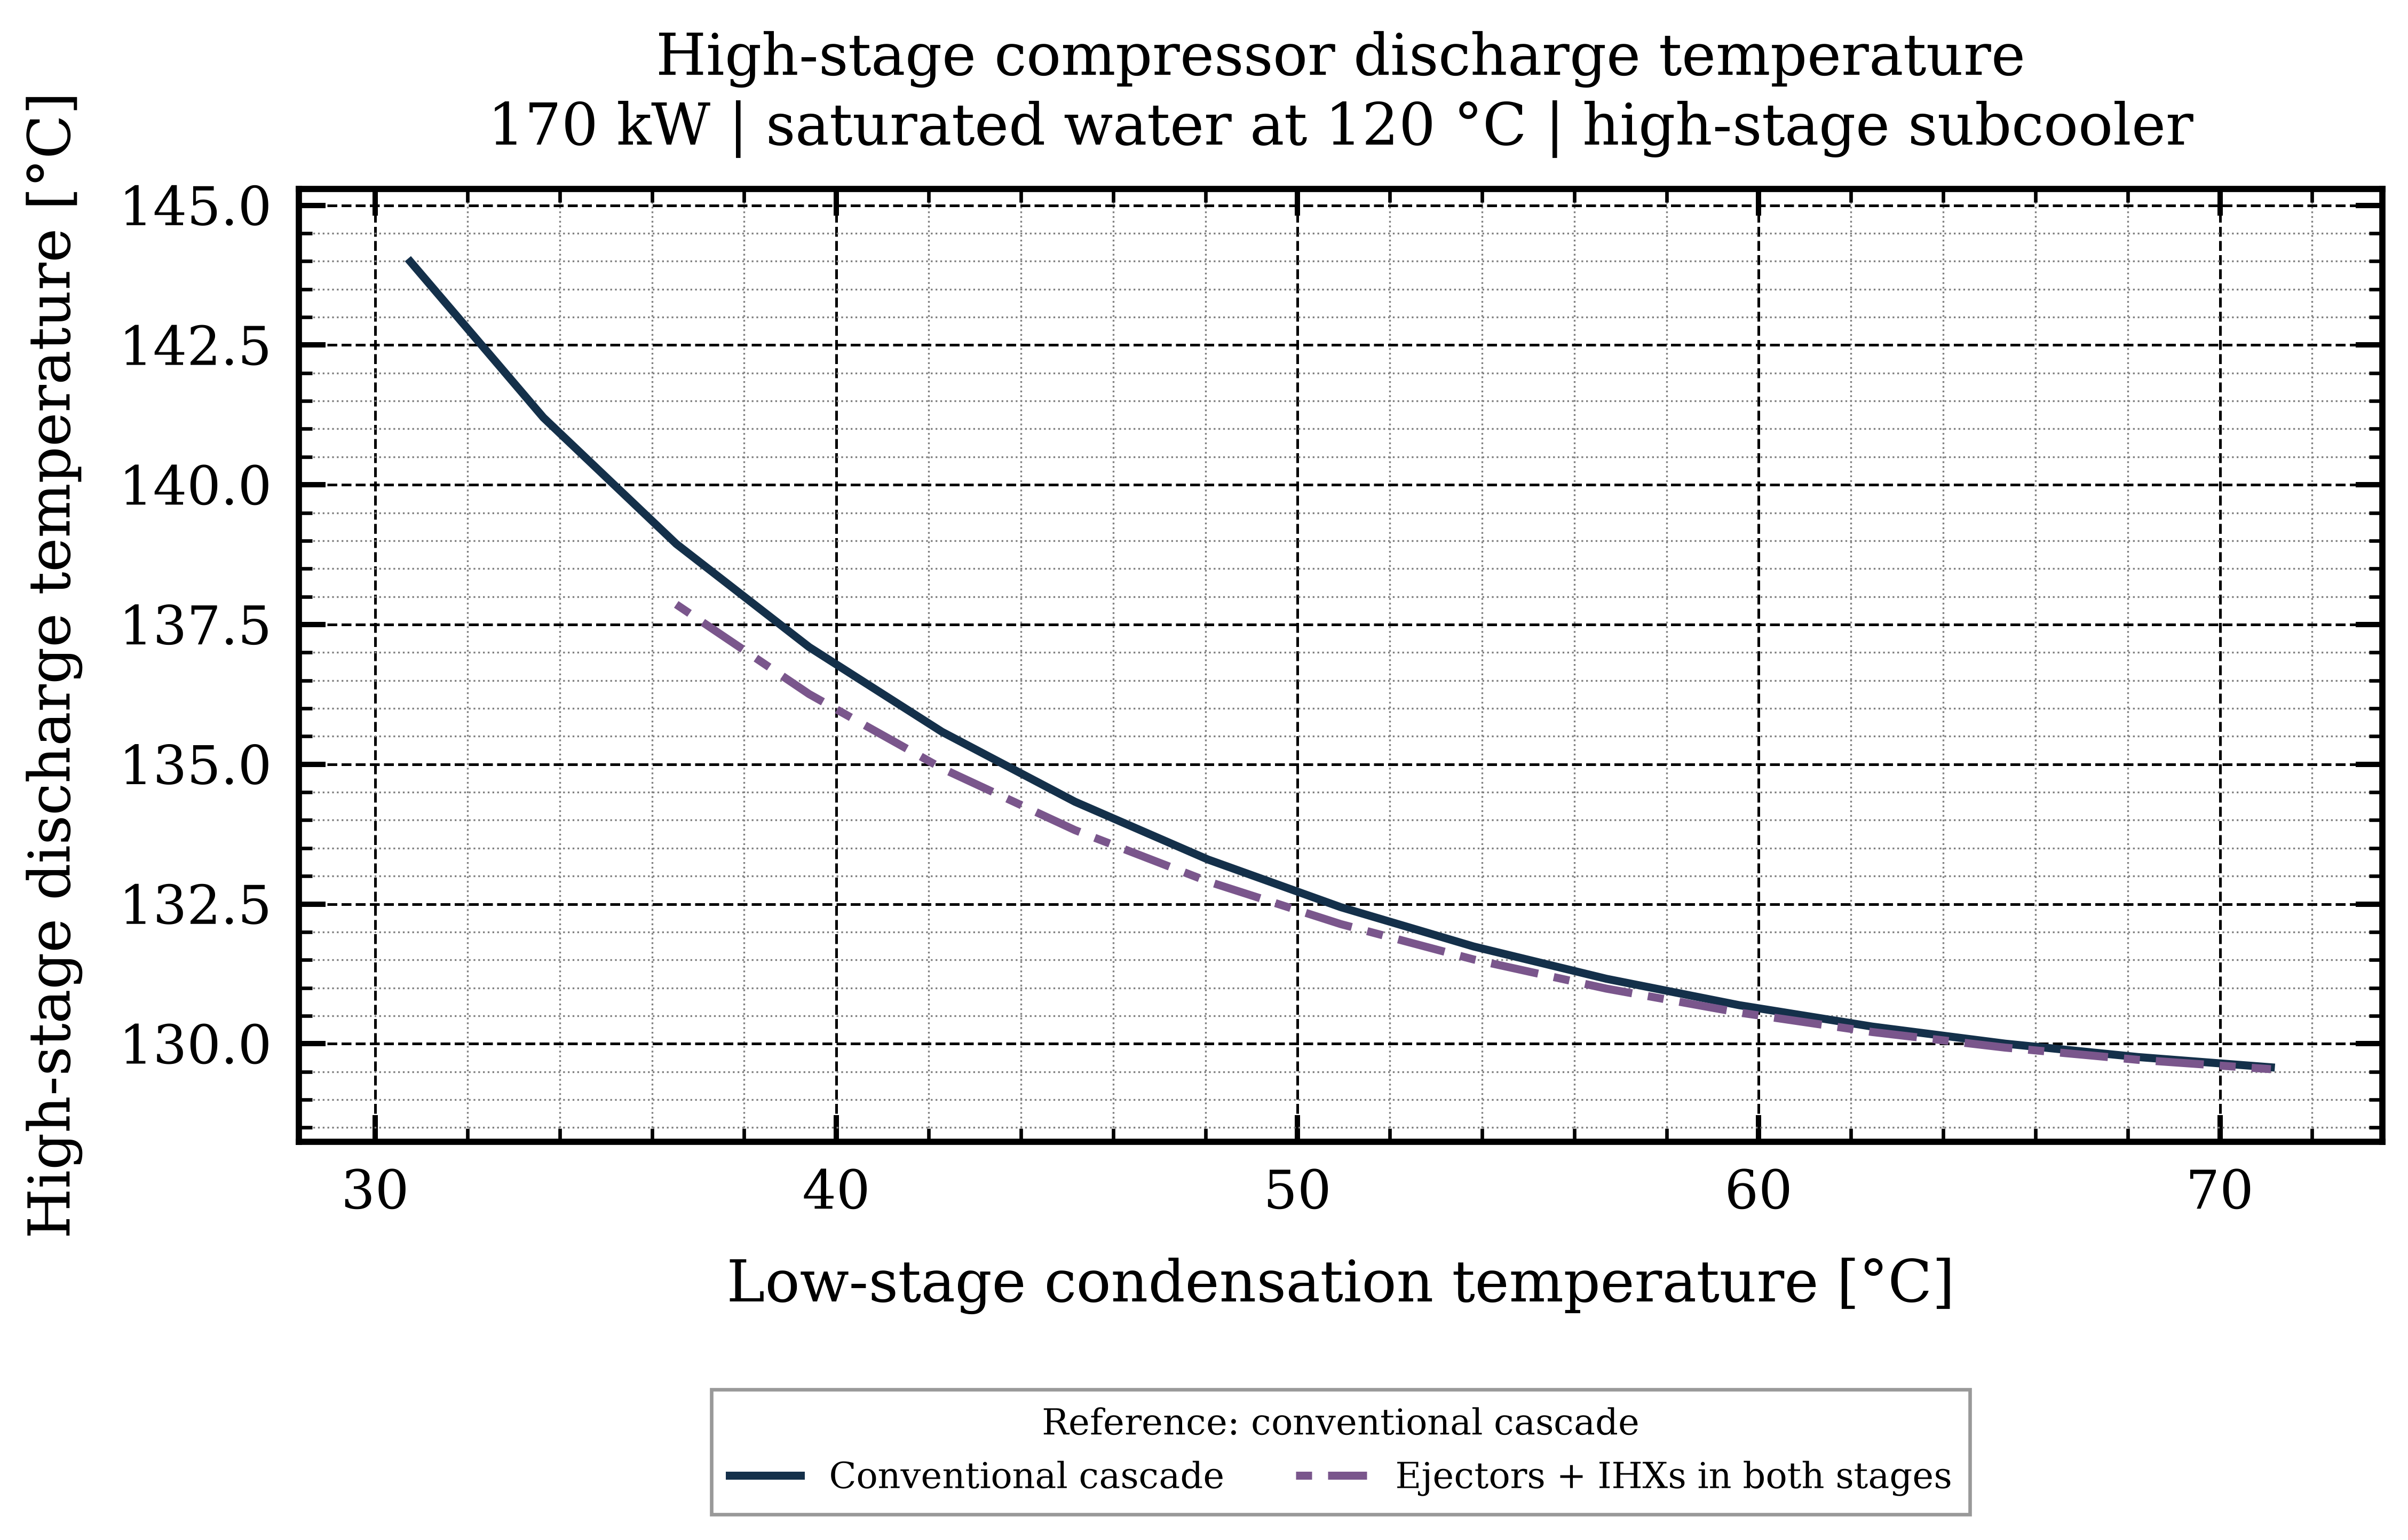 High-stage compressor discharge temperature
170 kW | saturated water at 120 °C | high-stage subcooler
High-stage discharge temperature [°C]
145.0
142.5
140.0
137.5
135.0
132.5
130.0
30 40 50 60 70
Low-stage condensation temperature [°C]
Reference: conventional cascade
Conventional cascade Ejectors + IHXs in both stages